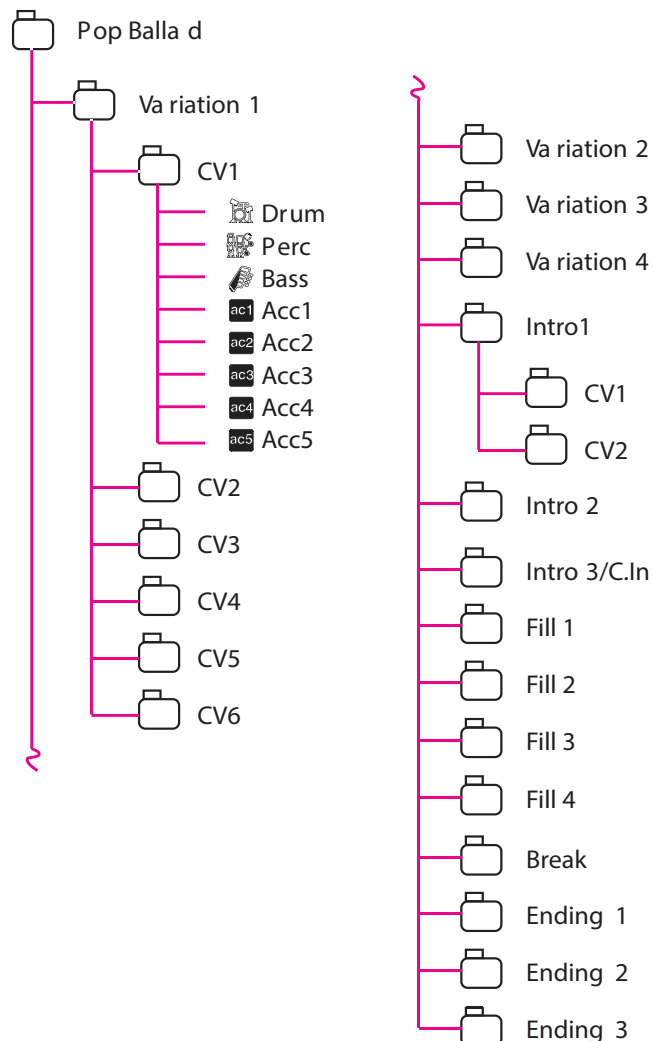 Pop Balla d
Va riation 1
CV1
Drum
Perc
Bass
ac1 Acc1
ac2 Acc2
ac3 Acc3
ac4 Acc4
ac5 Acc5
CV2
CV3
CV4
CV5
CV6
Va riation 2
Va riation 3
Va riation 4
Intro1
CV1
CV2
Intro 2
Intro 3/C.In
Fill 1
Fill 2
Fill 3
Fill 4
Break
Ending 1
Ending 2
Ending 3